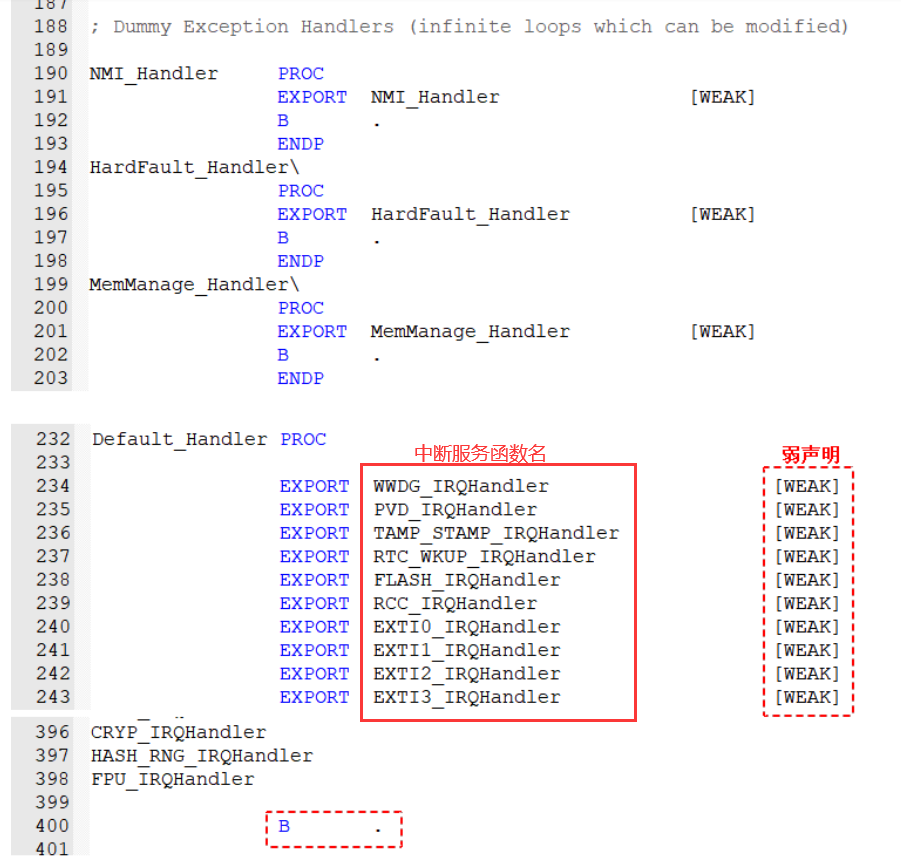 187
188 ; Dummy Exception Handlers (infinite loops which can be modified)
189
190 NMI_Handler PROC
191 EXPORT NMI_Handler [WEAK]
192 B .
193 ENDP
194 HardFault_Handler\
195 PROC
196 EXPORT HardFault_Handler [WEAK]
197 B .
198 ENDP
199 MemManage_Handler\
200 PROC
201 EXPORT MemManage_Handler [WEAK]
202 B .
203 ENDP
232 Default_Handler PROC
中断服务函数名 弱声明
233
234 EXPORT WWDG_IRQHandler [WEAK]
235 EXPORT PVD_IRQHandler [WEAK]
236 EXPORT TAMP_STAMP_IRQHandler [WEAK]
237 EXPORT RTC_WKUP_IRQHandler [WEAK]
238 EXPORT FLASH_IRQHandler [WEAK]
239 EXPORT RCC_IRQHandler [WEAK]
240 EXPORT EXTI0_IRQHandler [WEAK]
241 EXPORT EXTI1_IRQHandler [WEAK]
242 EXPORT EXTI2_IRQHandler [WEAK]
243 EXPORT EXTI3_IRQHandler [WEAK]
396 CRYP_IRQHandler
397 HASH_RNG_IRQHandler
398 FPU_IRQHandler
399
400 B .
401